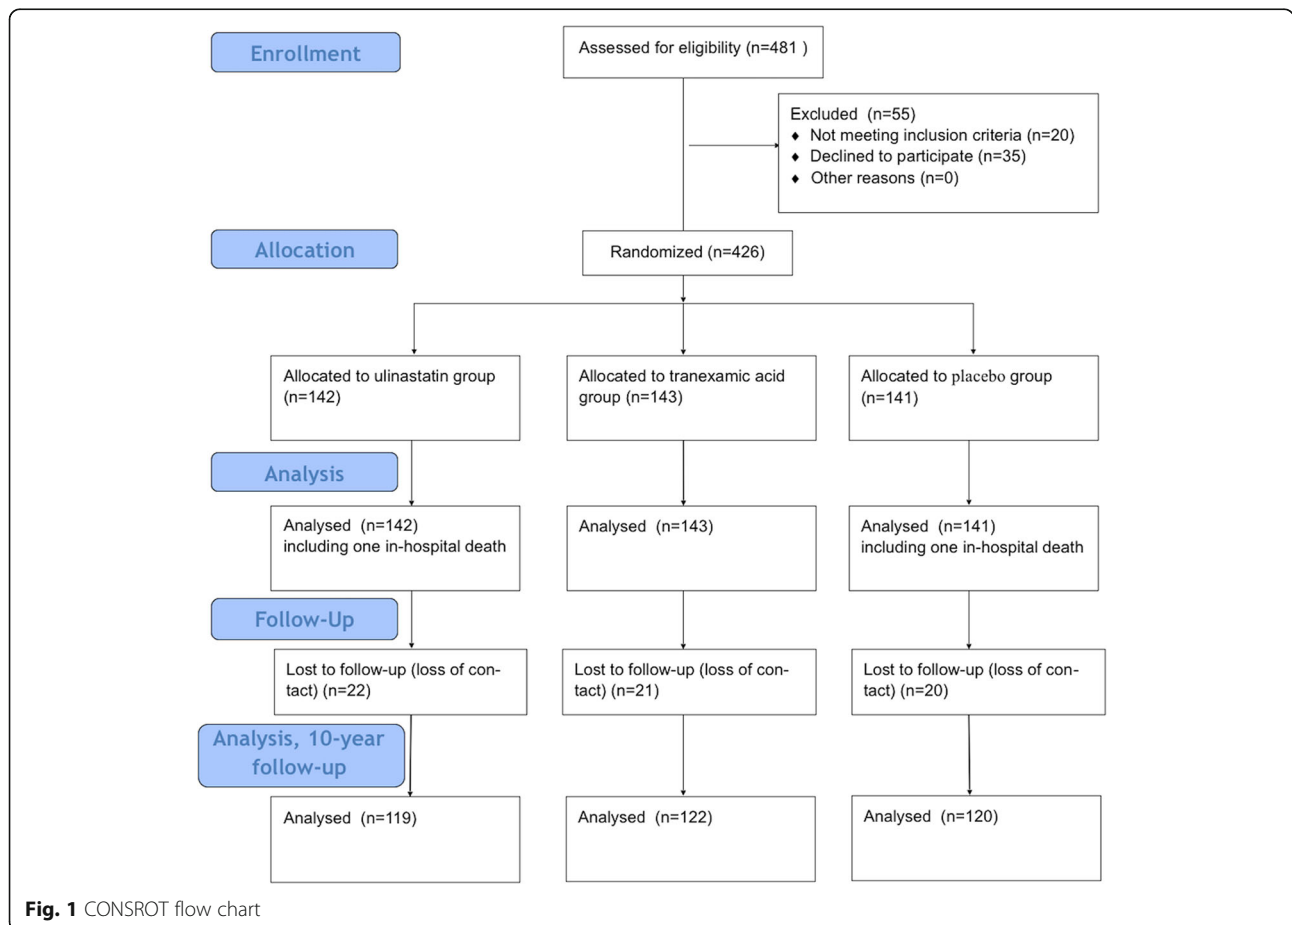 Enrollment
Assessed for eligibility (n=481 )
Excluded (n=55)
♦ Not meeting inclusion criteria (n=20)
♦ Declined to participate (n=35)
♦ Other reasons (n=0)
Allocation
Randomized (n=426)
Allocated to ulinastatin group
(n=142)
Allocated to tranexamic acid
group (n=143)
Allocated to placebo group
(n=141)
Analysis
Analysed (n=142)
including one in-hospital death
Analysed (n=143)
Analysed (n=141)
including one in-hospital death
Follow-Up
Lost to follow-up (loss of con-
tact) (n=22)
Lost to follow-up (loss of con-
tact) (n=21)
Lost to follow-up (loss of con-
tact) (n=20)
Analysis, 10-year
follow-up
Analysed (n=119)
Analysed (n=122)
Analysed (n=120)
Fig. 1 CONSROT flow chart